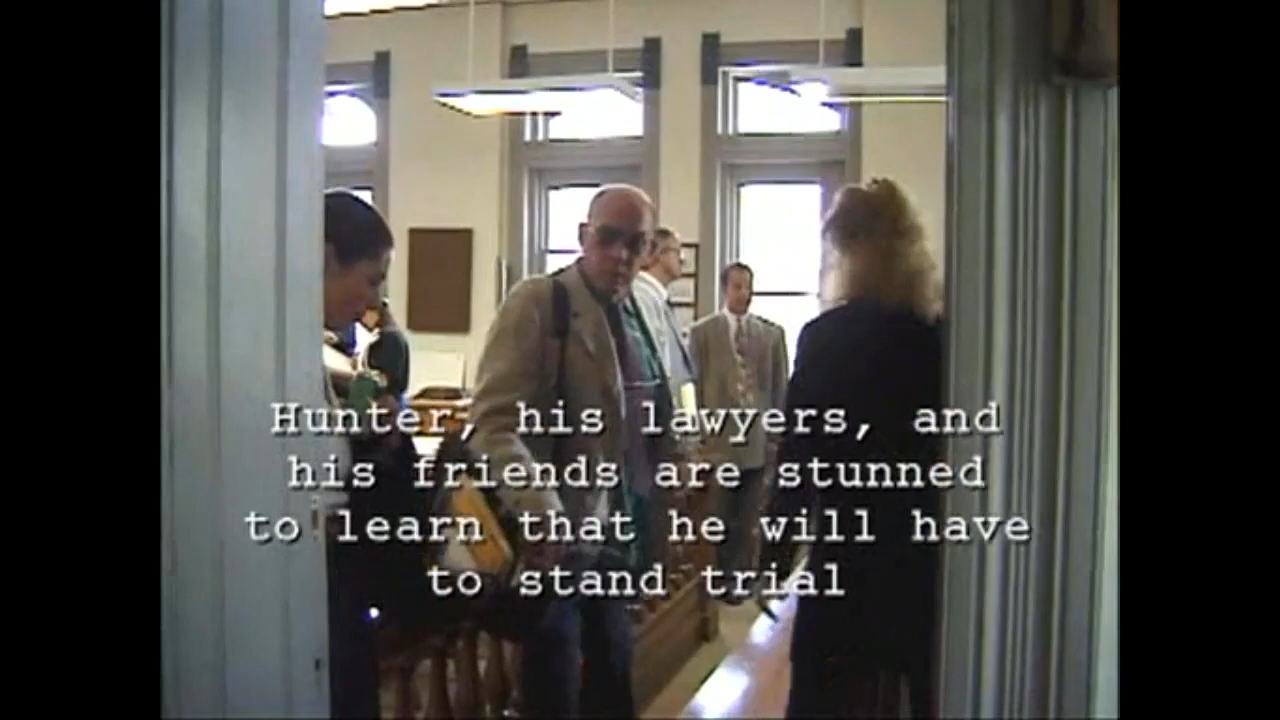 Hunter, his lawyers, and
his friends are stunned
to learn that he will have
to stand trial